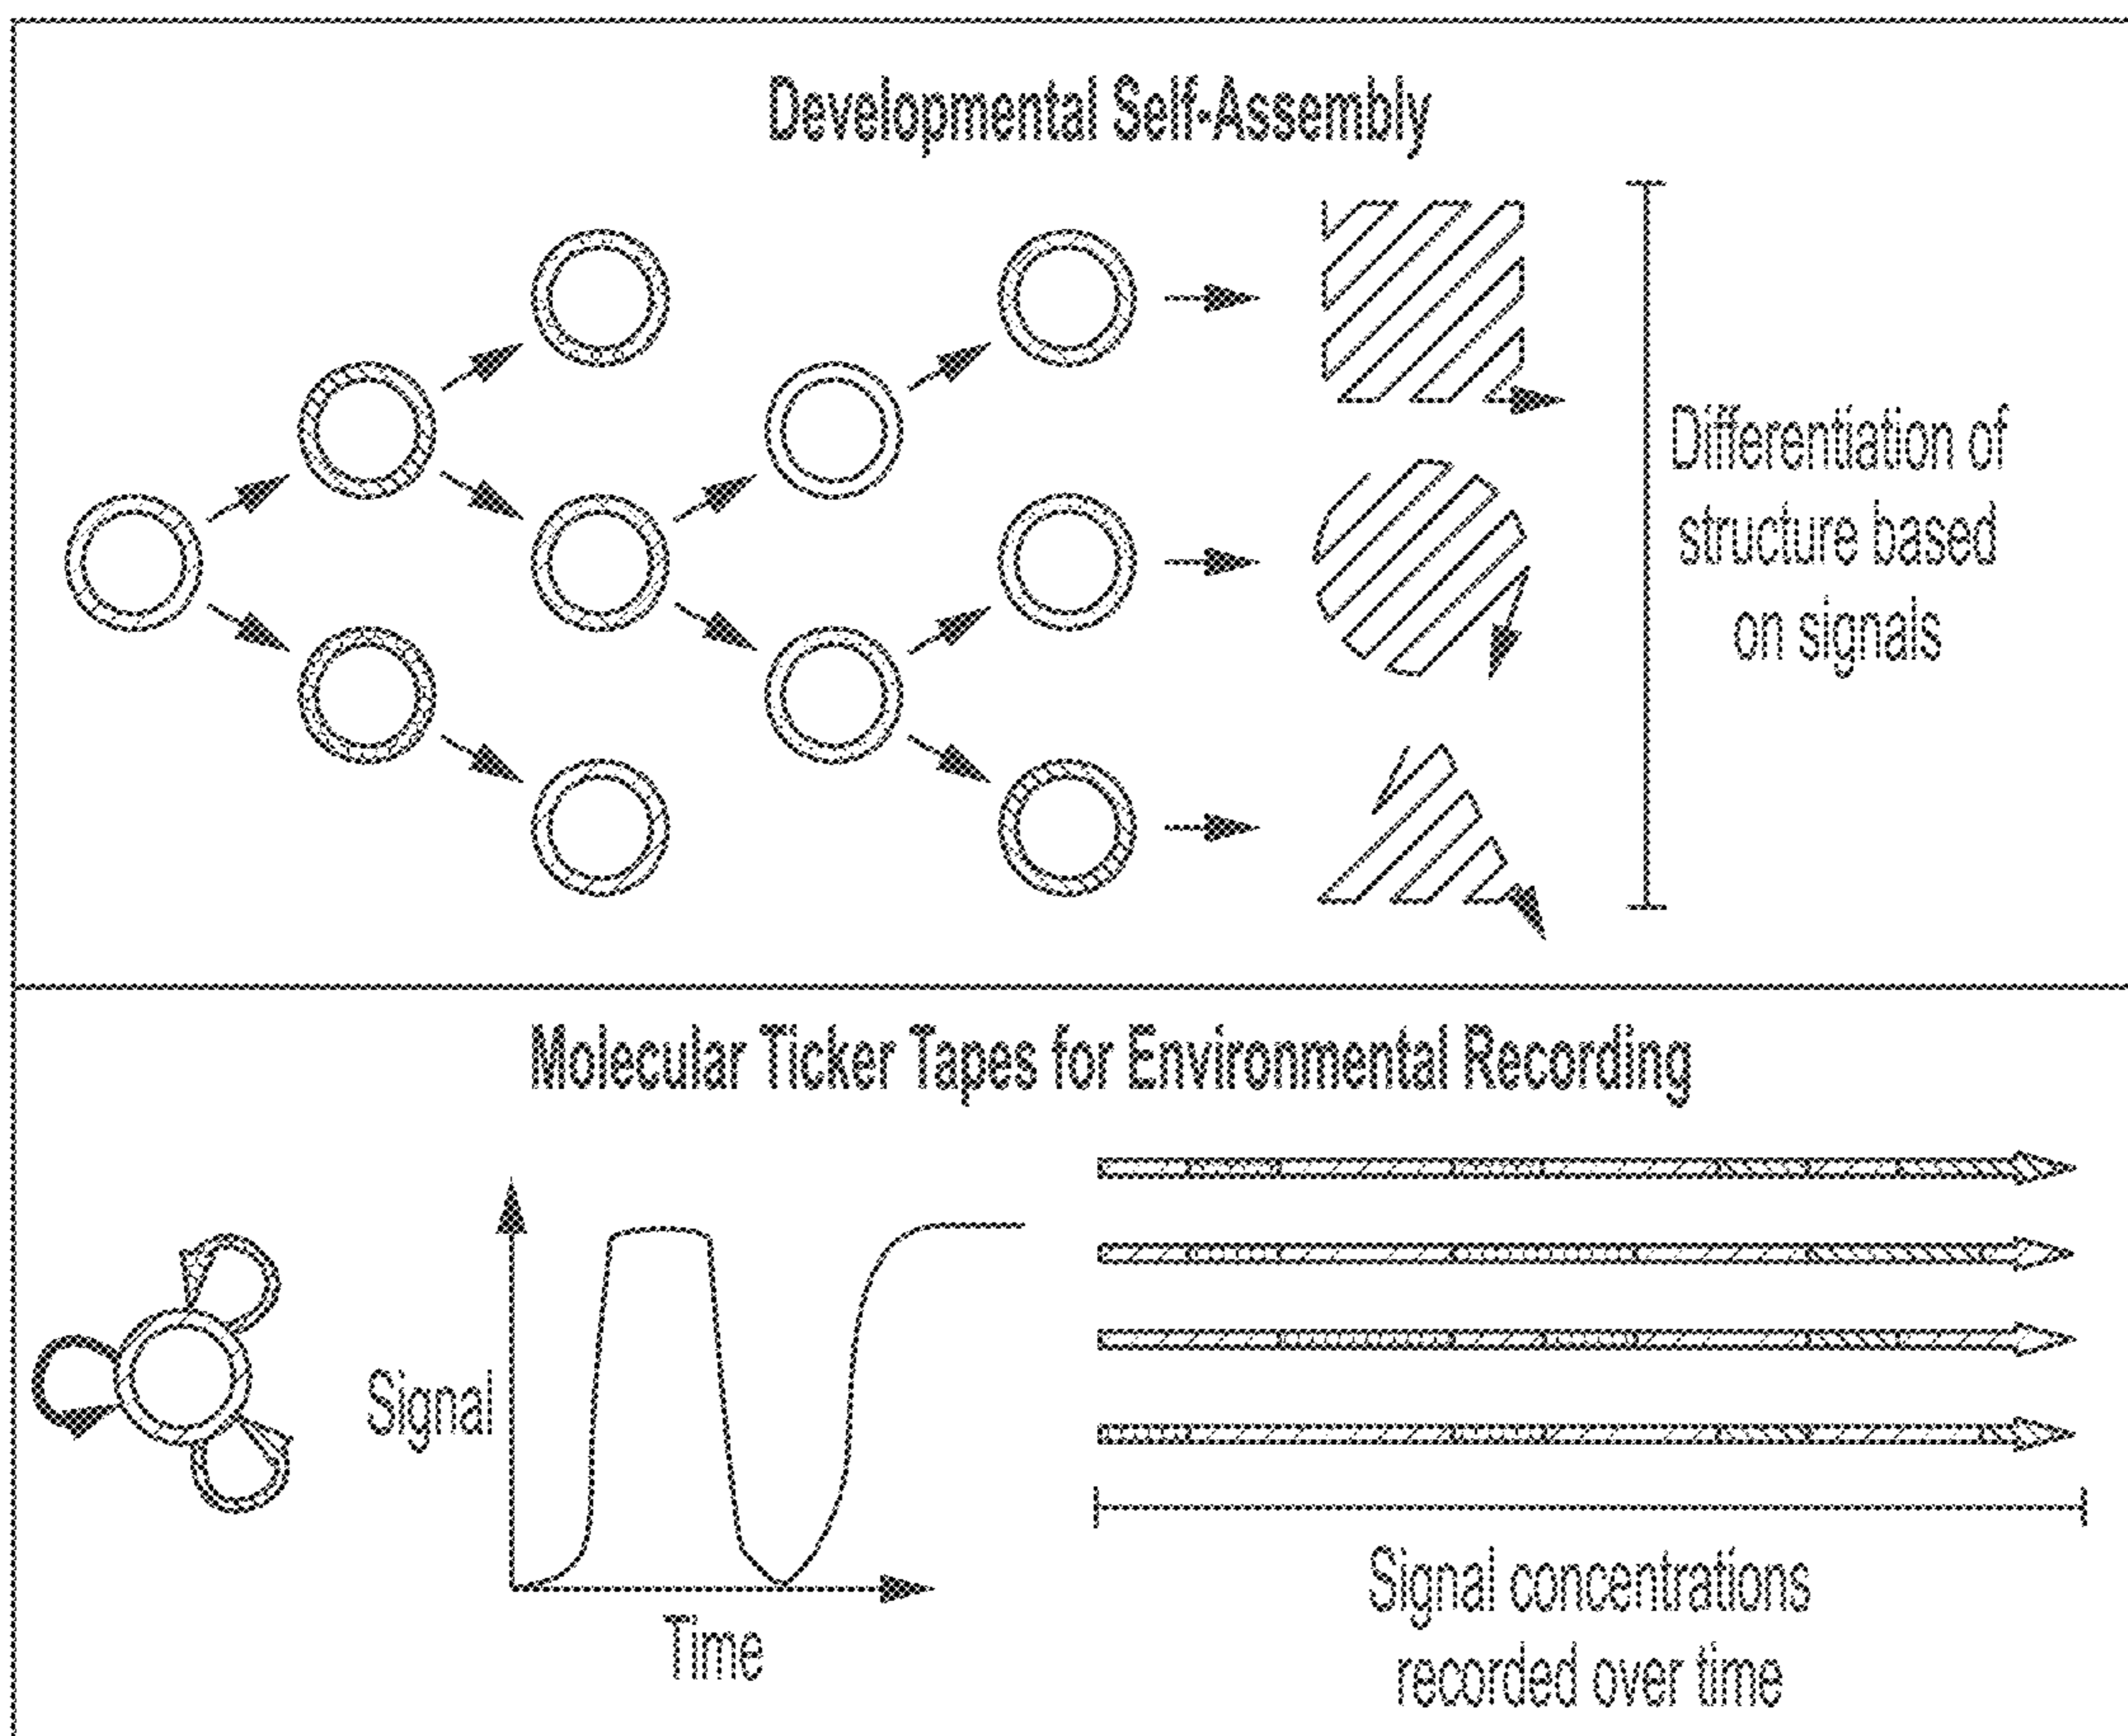 Developmental Self-Assembly
Differentiation of
structure based
on signals
Molecular Ticker Tapes for Environmental Recording
Signal
Time
Signal concentrations
recorded over time